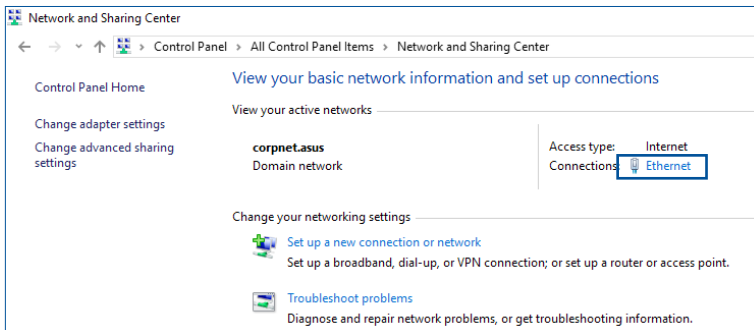 Network and Sharing Center
Control Panel > All Control Panel Items > Network and Sharing Center
Control Panel Home
Change adapter settings
Change advanced sharing
settings
View your basic network information and set up connections
View your active networks
corpnet.asus
Domain network
Access type: Internet
Connections: Ethernet
Change your networking settings
Set up a new connection or network
Set up a broadband, dial-up, or VPN connection; or set up a router or access point.
Troubleshoot problems
Diagnose and repair network problems, or get troubleshooting information.